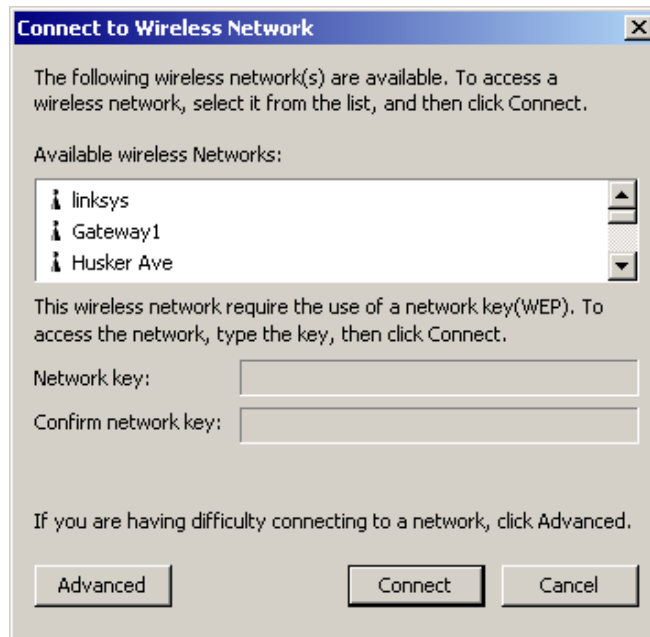 Connect to Wireless Network
The following wireless network(s) are available. To access a
wireless network, select it from the list, and then click Connect.
Available wireless Networks:
linksys
Gateway1
Husker Ave
This wireless network require the use of a network key(WEP). To
access the network, type the key, then click Connect.
Network key:
Confirm network key:
If you are having difficulty connecting to a network, click Advanced.
Advanced Connect Cancel